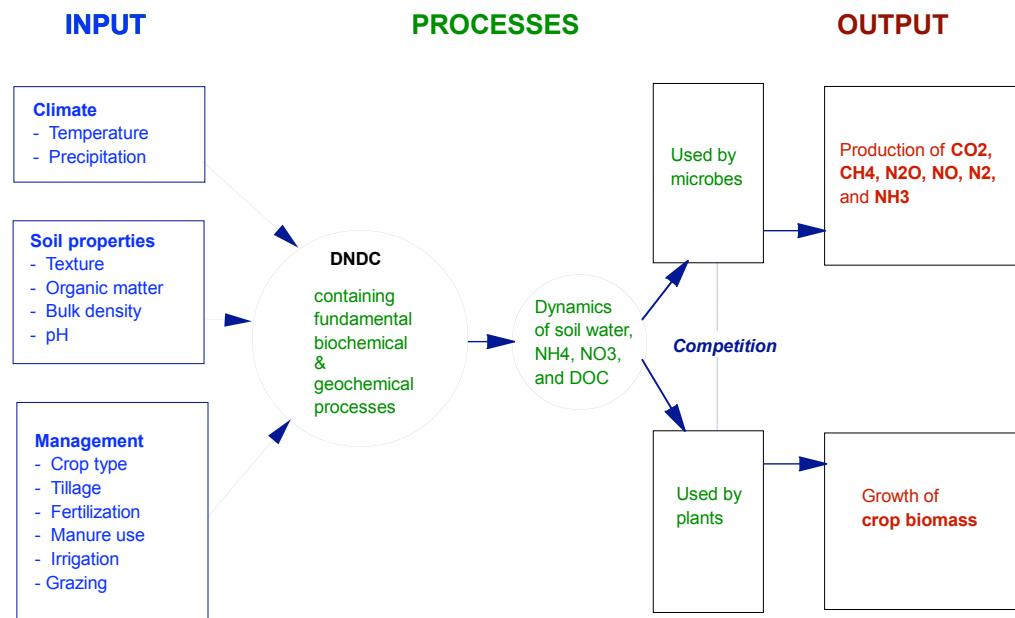 INPUT
PROCESSES
OUTPUT
Climate
- Temperature
- Precipitation
Soil properties
- Texture
- Organic matter
- Bulk density
- pH
Management
- Crop type
- Tillage
- Fertilization
- Manure use
- Irrigation
- Grazing
DNDC
containing
fundamental
biochemical
&
geochemical
processes
Dynamics
of soil water,
NH4, NO3,
and DOC
Used by
microbes
Competition
Used by
plants
Production of CO2,
CH4, N2O, NO, N2,
and NH3
Growth of
crop biomass